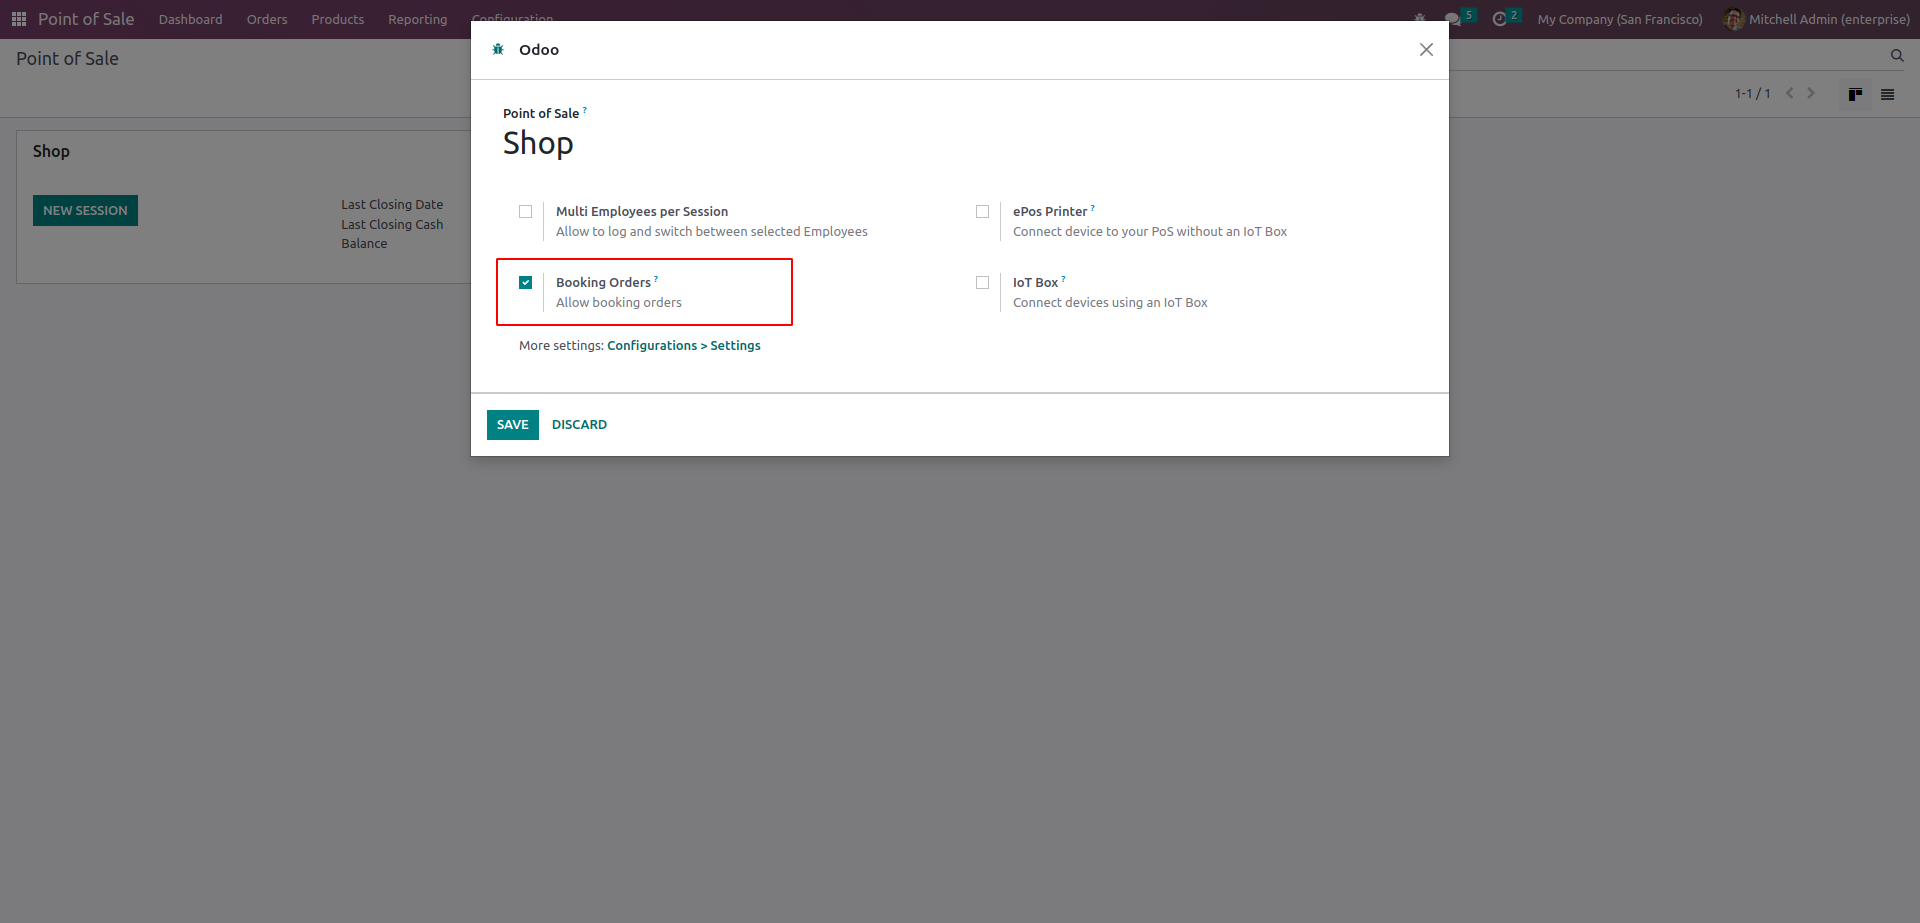 Point of Sale Dashboard Orders Products Reporting Configuration 5 2 My Company (San Francisco) Mitchell Admin (enterprise)
Point of Sale
1-1 / 1
Shop
NEW SESSION
Last Closing Date
Last Closing Cash
Balance
Odoo
Point of Sale ?
Shop
Multi Employees per Session
Allow to log and switch between selected Employees
ePos Printer ?
Connect device to your PoS without an IoT Box
Booking Orders ?
Allow booking orders
IoT Box ?
Connect devices using an IoT Box
More settings: Configurations > Settings
SAVE DISCARD